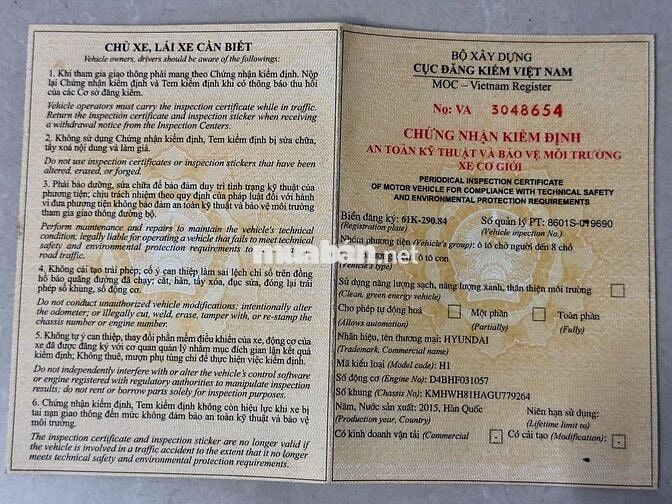 CHỦ XE, LÁI XE CẦN BIẾT
Vehicle owners, drivers should be aware of the followings:
1. Khi tham gia giao thông phải mang theo Chứng nhận kiểm định. Nộp
lại Chứng nhận kiểm định và Tem kiểm định khi có thông báo thu hồi
của các Cơ sở đăng kiểm.
Vehicle operators must carry the inspection certificate while in traffic.
Return the inspection certificate and inspection sticker when receiving
a withdrawal notice from the Inspection Centers.
2. Không sử dụng Chứng nhận kiểm định, Tem kiểm định bị sửa chữa,
tẩy xoá nội dung và làm giả.
Do not use inspection certificates or inspection stickers that have been
altered, erased, or forged.
3. Phải bảo dưỡng, sửa chữa để bảo đảm duy trì tình trạng kỹ thuật của
phương tiện; chịu trách nhiệm theo quy định của pháp luật đối với hành
vi đưa phương tiện không bảo đảm an toàn kỹ thuật và bảo vệ môi trường
tham gia giao thông đường bộ.
Perform maintenance and repairs to maintain the vehicle's technical
condition; legally liable for operating a vehicle that fails to meet technical
safety and environmental protection requirements to participate in
road traffic.
4. Không cải tạo trái phép; cố ý can thiệp làm sai lệch chỉ số trên đồng
hồ báo quãng đường đã chạy; cắt, hàn, tẩy xóa, đục sửa, đóng lại trái
phép số khung, số động cơ.
Do not conduct unauthorized vehicle modifications; intentionally alter
the odometer; or illegally cut, weld, erase, tamper with, or re-stamp the
chassis number or engine number.
5. Không tự ý can thiệp, thay đổi phần mềm điều khiển của xe, động cơ của
xe đã được đăng ký với cơ quan quản lý nhằm mục đích gian lận kết quả
kiểm định; Không thuê, mượn phụ tùng chỉ để thực hiện việc kiểm định.
Do not independently interfere with or alter the vehicle's control software
or engine registered with regulatory authorities to manipulate inspection
results; do not rent or borrow parts solely for inspection purposes.
6. Chứng nhận kiểm định, Tem kiểm định không còn hiệu lực khi xe bị
tai nạn giao thông đến mức không đảm bảo an toàn kỹ thuật và bảo vệ
môi trường.
The certificate and inspection sticker are no longer valid if
the vehicle is involved in a traffic accident to the extent that it no longer
meets technical safety and environmental protection requirements.
BỘ XÂY DỰNG
CỤC ĐĂNG KIỂM VIỆT NAM
MOC – Vietnam Register
No: VA 3048654
CHỨNG NHẬN KIỂM ĐỊNH
AN TOÀN KỸ THUẬT VÀ BẢO VỆ MÔI TRƯỜNG
XE CƠ GIỚI
PERIODICAL INSPECTION CERTIFICATE
OF MOTOR VEHICLE FOR COMPLIANCE WITH TECHNICAL SAFETY
AND ENVIRONMENTAL PROTECTION REQUIREMENTS
Biển đăng ký: 61K-290.84 Số quản lý PT: 8601S-019690
(Registration plate) (Vehicle inpection No.)
Nhóm phương tiện (Vehicle's group): ô tô chở người đến 8 chỗ
ô tô con
(Vehicle's type)
muaban.net
Sử dụng năng lượng sạch, năng lượng xanh, thân thiện môi trường
(Clean, green energy vehicle)
Cho phép tự động hoá Một phần Toàn phần
(Allows automation) (Partially) (Fully)
Nhãn hiệu, tên thương mại: HYUNDAI
(Trademark, Commercial name)
Mã kiểu loại (Model code): H1
Số động cơ (Engine No): D4BHF031057
Số khung (Chassis No): KMHWH81HAGU779264
Năm, Nước sản xuất: 2015, Hàn Quốc Niên hạn sử dụng:
(Production year, Country) (Lifetime limit to)
Có kinh doanh vận tải (Commercial - Có cải tạo (Modification): -